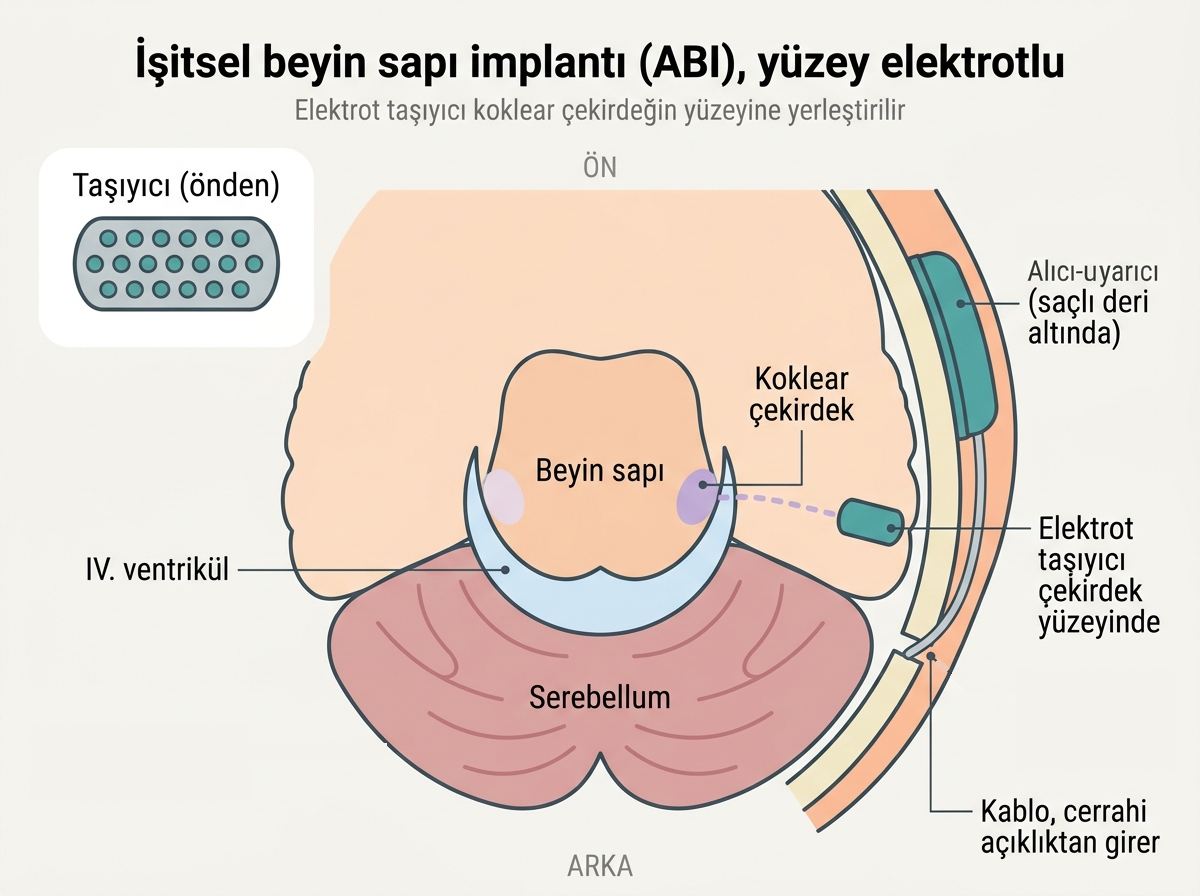 İşitsel beyin sapı implantı (ABI), yüzey elektrotlu
Elektrot taşıyıcı koklear çekirdeğin yüzeyine yerleştirilir
ÖN
Taşıyıcı (önden)
Alıcı-uyarıcı
(saçlı deri
altında)
Koklear
çekirdek
Beyin sapı
Elektrot
taşıyıcı
çekirdek
yüzeyinde
IV. ventrikül
Serebellum
Kablo, cerrahi
açıklıktan girer
ARKA